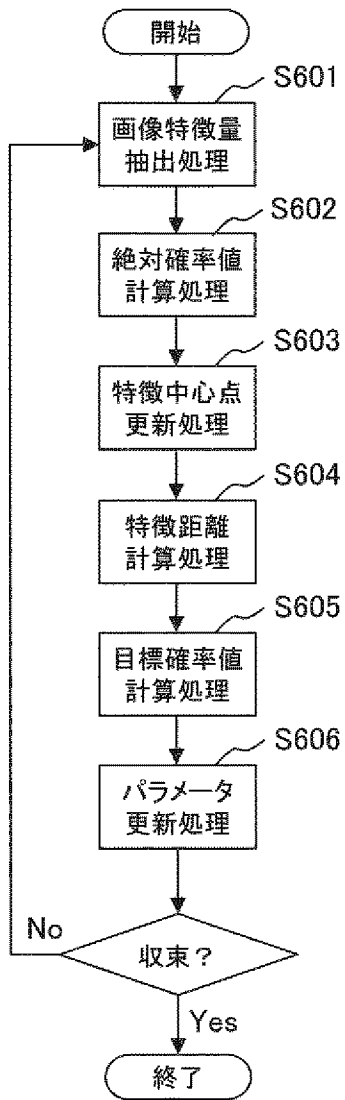 開始
S601
画像特徴量
抽出処理
S602
絶対確率値
計算処理
S603
特徴中心点
更新処理
S604
特徴距離
計算処理
S605
目標確率値
計算処理
S606
パラメータ
更新処理
No
収束？
Yes
終了